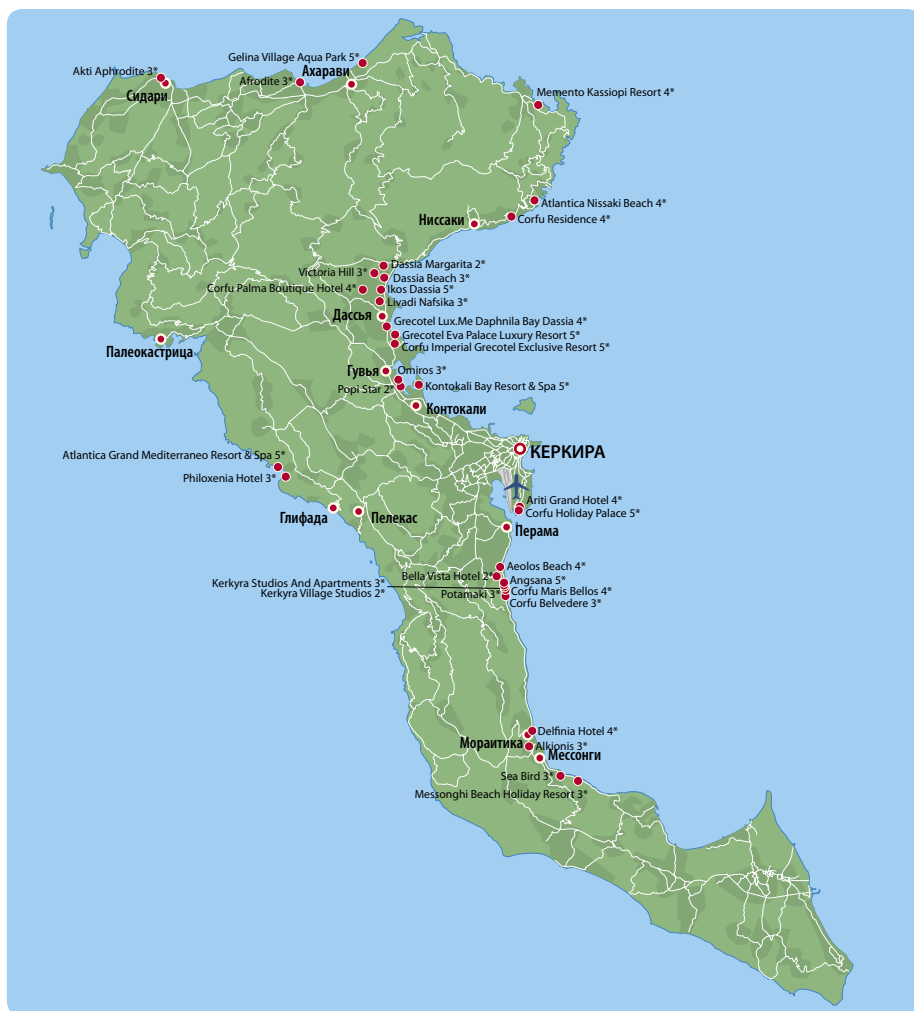 Gelina Village Aqua Park 5*
Ахарави
Akti Aphrodite 3*
Afrodite 3*
Сидари
Memento Kassiopi Resort 4*
Atlantica Nissaki Beach 4*
Ниссаки
Corfu Residence 4*
Dassia Margarita 2*
Victoria Hill 3*
Dassia Beach 3*
Corfu Palma Boutique Hotel 4*
Ikos Dassia 5*
Livadi Nafsika 3*
Дассья
Grecotel Lux.Me Daphnila Bay Dassia 4*
Grecotel Eva Palace Luxury Resort 5*
Corfu Imperial Grecotel Exclusive Resort 5*
Палеокастрица
Гувья
Omiros 3*
Popi Star 2*
Kontokali Bay Resort & Spa 5*
Контокали
КЕРКИРА
Atlantica Grand Mediterraneo Resort & Spa 5*
Philoxenia Hotel 3*
Ariti Grand Hotel 4*
Corfu Holiday Palace 5*
Глифада
Пелекас
Перама
Aeolos Beach 4*
Bella Vista Hotel 2*
Angsana 5*
Kerkyra Studios And Apartments 3*
Corfu Maris Bellos 4*
Kerkyra Village Studios 2*
Potamaki 3*
Corfu Belvedere 3*
Delfinia Hotel 4*
Мораитика
Alkionis 3*
Мессонги
Sea Bird 3*
Messonghi Beach Holiday Resort 3*